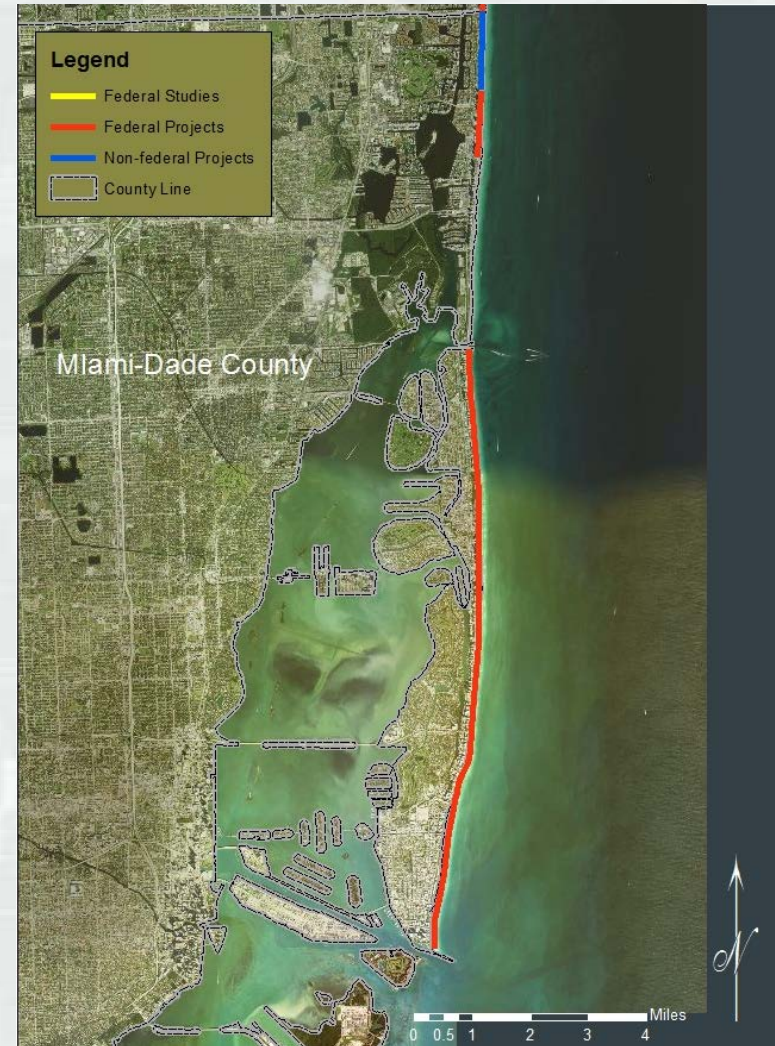 Legend
Federal Studies
Federal Projects
Non-federal Projects
County Line
MIami-Dade County
N
Miles
0 0.5 1 2 3 4